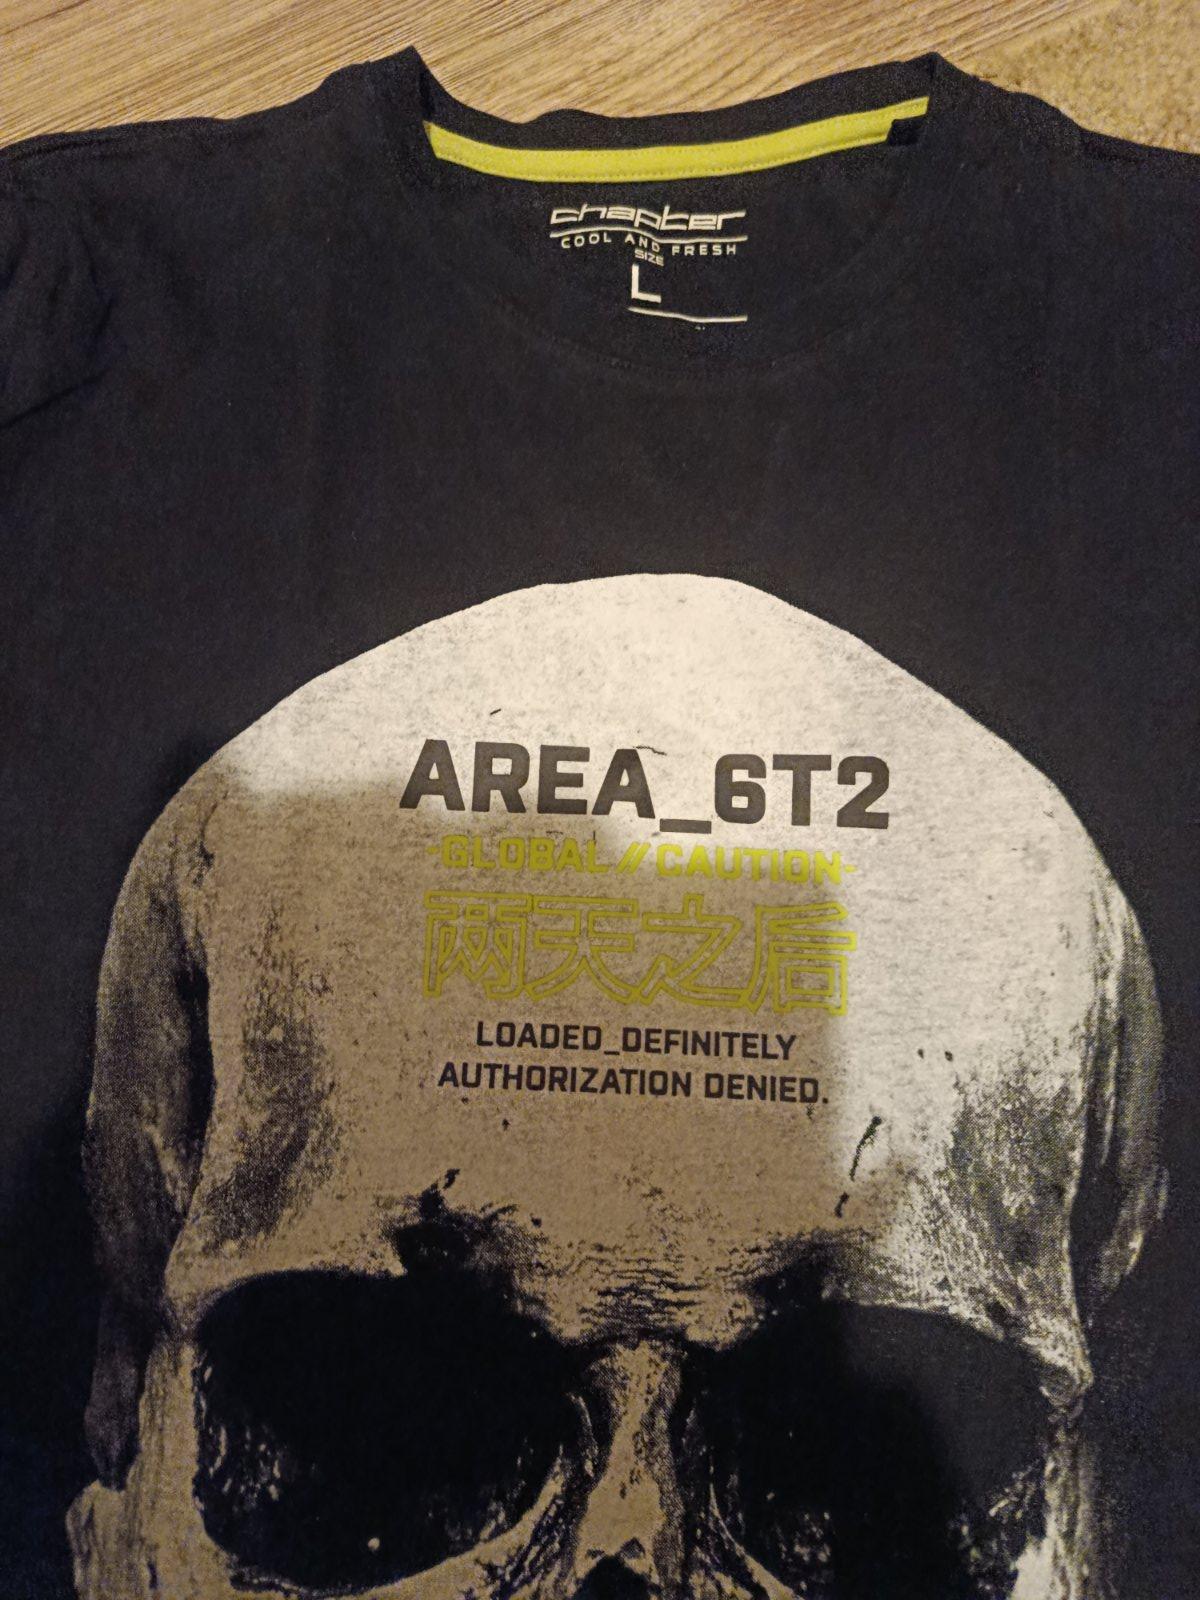 chapter
COOL AND FRESH
SIZE
L
AREA_6T2
-GLOBAL//CAUTION-
两天之后
LOADED_DEFINITELY
AUTHORIZATION DENIED.